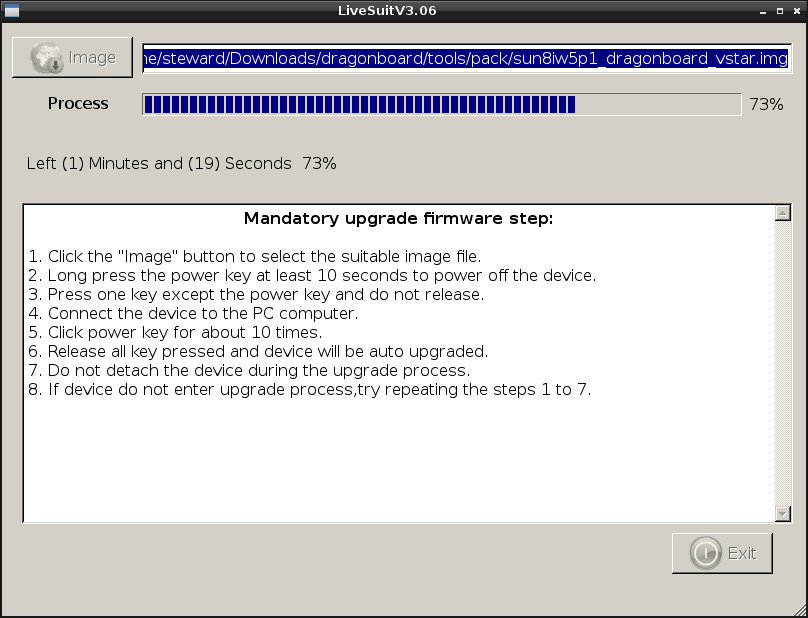 LiveSuitV3.06
Image
ne/steward/Downloads/dragonboard/tools/pack/sun8iw5p1_dragonboard_vstar.img
Process
73%
Left (1) Minutes and (19) Seconds 73%
Mandatory upgrade firmware step:
1. Click the "Image" button to select the suitable image file.
2. Long press the power key at least 10 seconds to power off the device.
3. Press one key except the power key and do not release.
4. Connect the device to the PC computer.
5. Click power key for about 10 times.
6. Release all key pressed and device will be auto upgraded.
7. Do not detach the device during the upgrade process.
8. If device do not enter upgrade process,try repeating the steps 1 to 7.
Exit